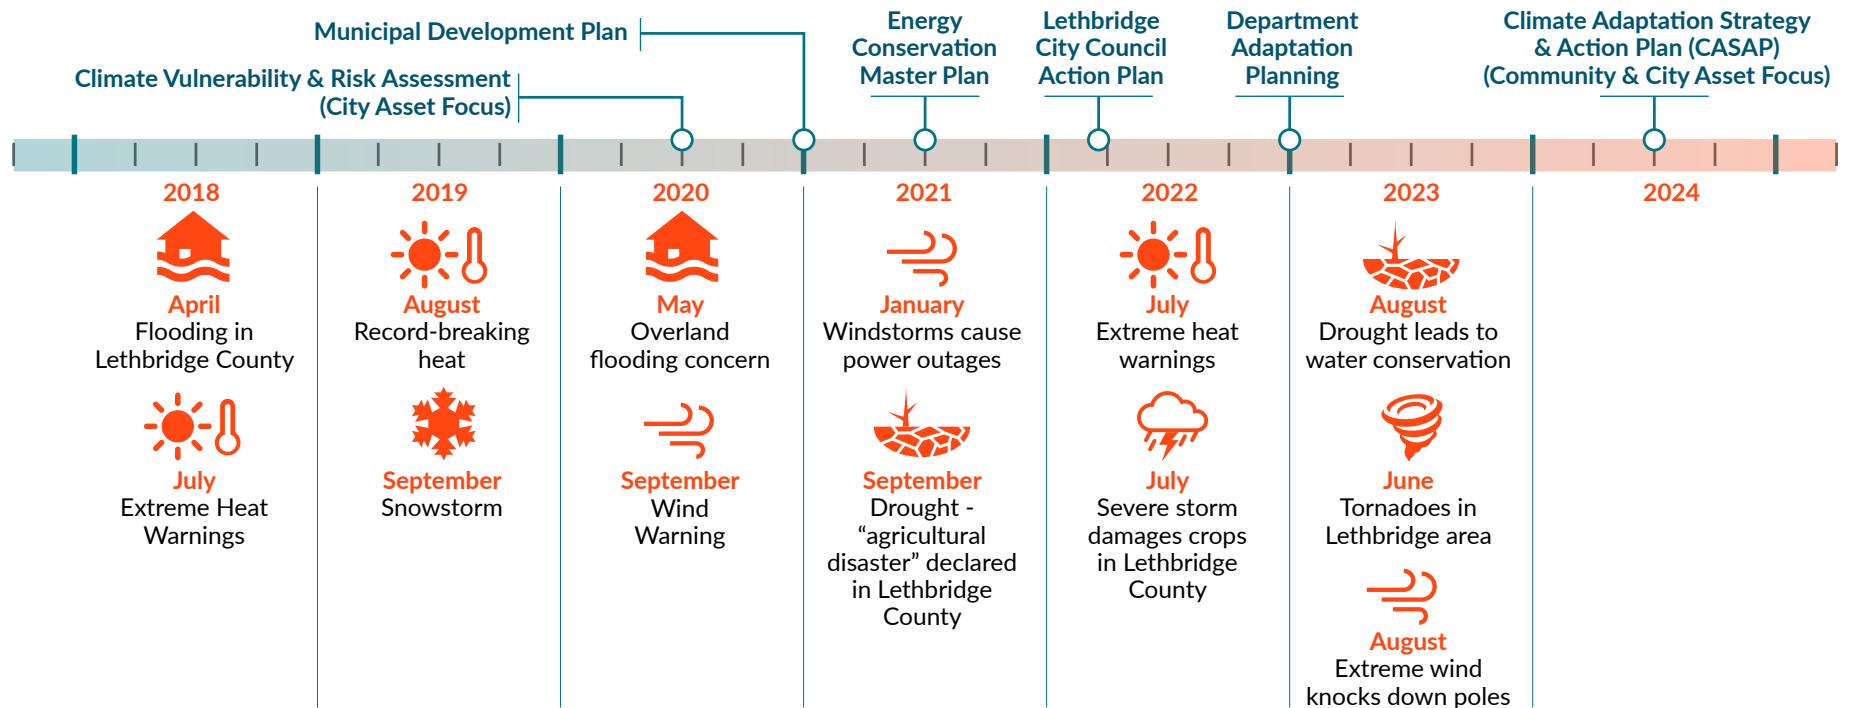 Municipal Development Plan
Climate Vulnerability & Risk Assessment
(City Asset Focus)
Energy
Conservation
Master Plan
Lethbridge
City Council
Action Plan
Department
Adaptation
Planning
Climate Adaptation Strategy
& Action Plan (CASAP)
(Community & City Asset Focus)
2018
April
Flooding in
Lethbridge County
July
Extreme Heat
Warnings
2019
August
Record-breaking
heat
September
Snowstorm
2020
May
Overland
flooding concern
September
Wind
Warning
2021
January
Windstorms cause
power outages
September
Drought -
“agricultural
disaster” declared
in Lethbridge
County
2022
July
Extreme heat
warnings
July
Severe storm
damages crops
in Lethbridge
County
2023
August
Drought leads to
water conservation
June
Tornadoes in
Lethbridge area
August
Extreme wind
knocks down poles
2024